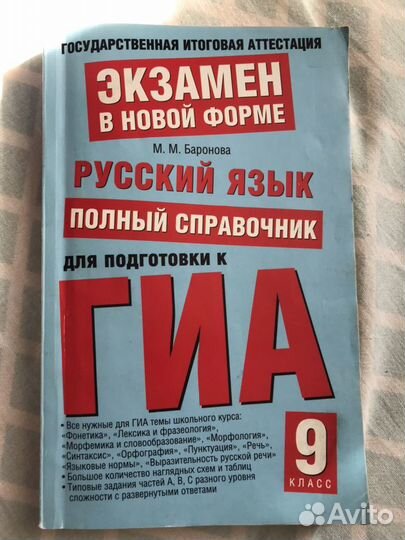 ГОСУДАРСТВЕННАЯ ИТОГОВАЯ АТТЕСТАЦИЯ
ЭКЗАМЕН
В НОВОЙ ФОРМЕ
М. М. Баронова
РУССКИЙ ЯЗЫК
ПОЛНЫЙ СПРАВОЧНИК
ДЛЯ ПОДГОТОВКИ К
ГИА
• Все нужные для ГИА темы школьного курса:
«Фонетика», «Лексика и фразеология»,
«Морфемика и словообразование», «Морфология»,
«Синтаксис», «Орфография», «Пунктуация», «Речь»,
«Языковые нормы», «Выразительность русской речи»
• Большое количество наглядных схем и таблиц
• Типовые задания частей А, В, С разного уровня
сложности с развернутыми ответами
9
КЛАСС
Avito